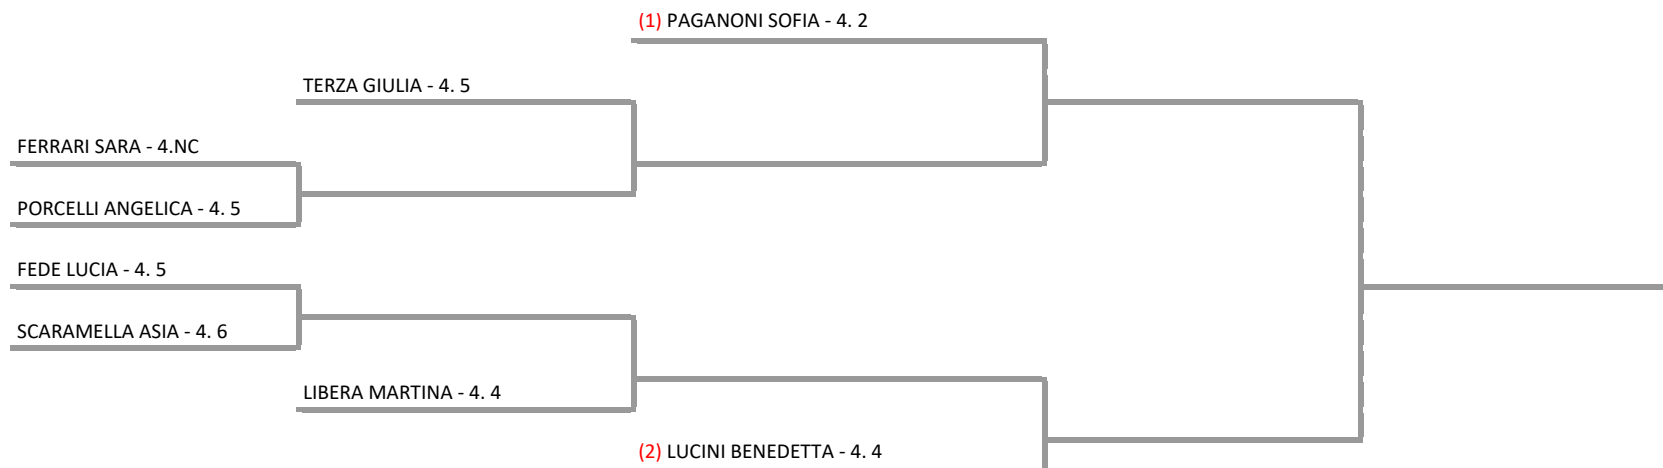 (1) PAGANONI SOFIA - 4. 2
TERZA GIULIA - 4. 5
FERRARI SARA - 4.NC
PORCELLI ANGELICA - 4. 5
FEDE LUCIA - 4. 5
SCARAMELLA ASIA - 4. 6
LIBERA MARTINA - 4. 4
(2) LUCINI BENEDETTA - 4. 4